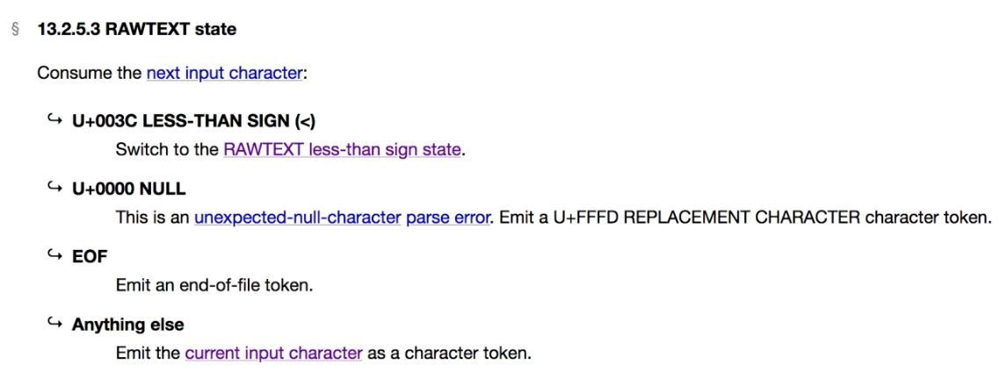 § 13.2.5.3 RAWTEXT state
Consume the next input character:
↪ U+003C LESS-THAN SIGN (<)
Switch to the RAWTEXT less-than sign state.
↪ U+0000 NULL
This is an unexpected-null-character parse error. Emit a U+FFFD REPLACEMENT CHARACTER character token.
↪ EOF
Emit an end-of-file token.
↪ Anything else
Emit the current input character as a character token.